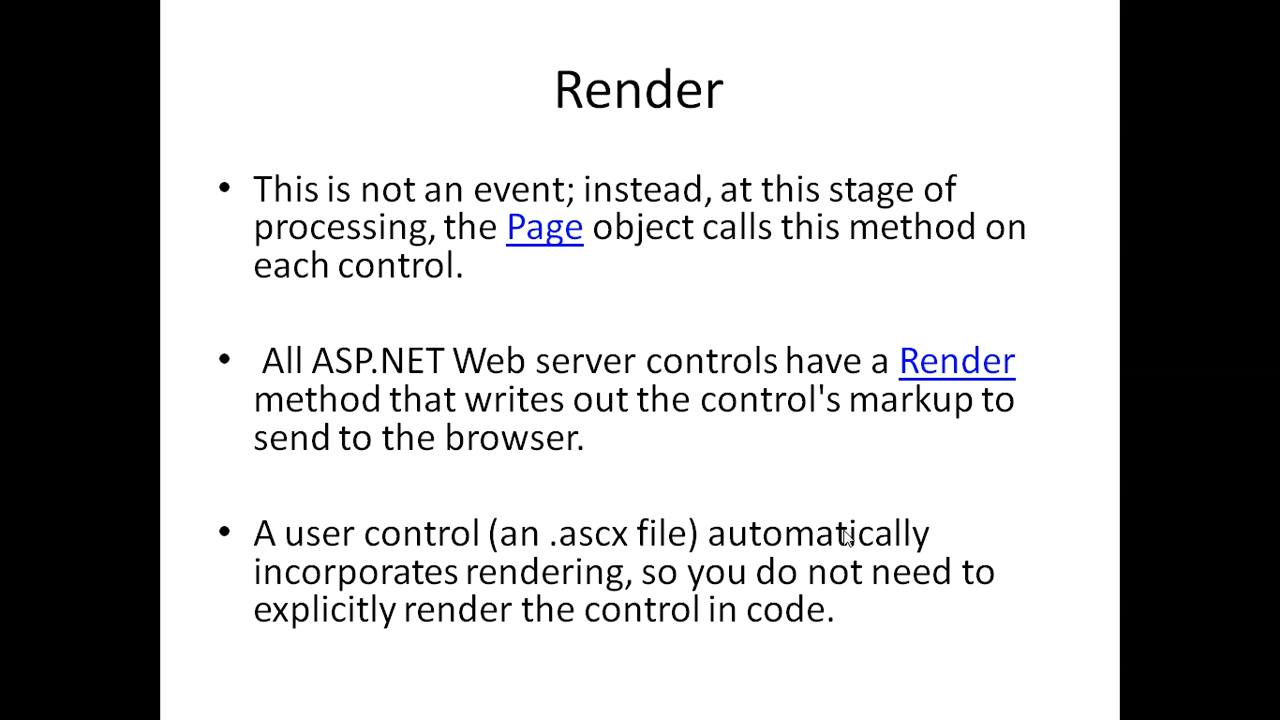 Render
• This is not an event; instead, at this stage of
processing, the Page object calls this method on
each control.
• All ASP.NET Web server controls have a Render
method that writes out the control's markup to
send to the browser.
• A user control (an .ascx file) automatically
incorporates rendering, so you do not need to
explicitly render the control in code.